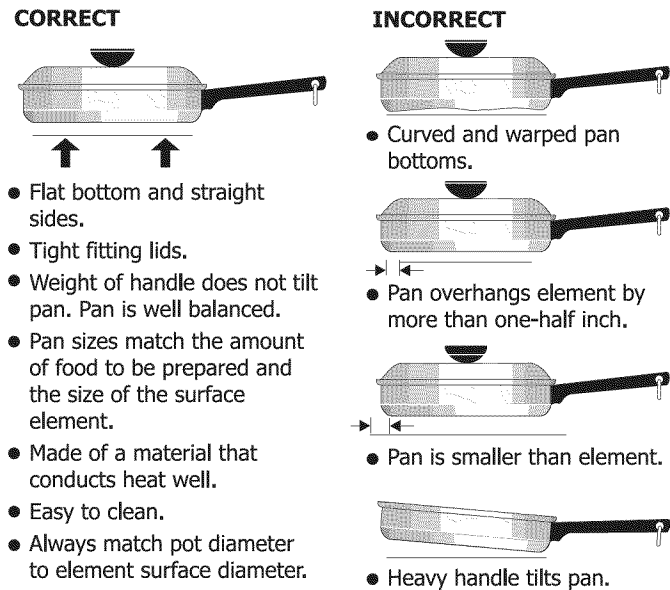 CORRECT
● Flat bottom and straight
sides.
● Tight fitting lids.
● Weight of handle does not tilt
pan. Pan is well balanced.
● Pan sizes match the amount
of food to be prepared and
the size of the surface
element.
● Made of a material that
conducts heat well.
● Easy to clean.
● Always match pot diameter
to element surface diameter.
INCORRECT
● Curved and warped pan
bottoms.
● Pan overhangs element by
more than one-half inch.
● Pan is smaller than element.
● Heavy handle tilts pan.